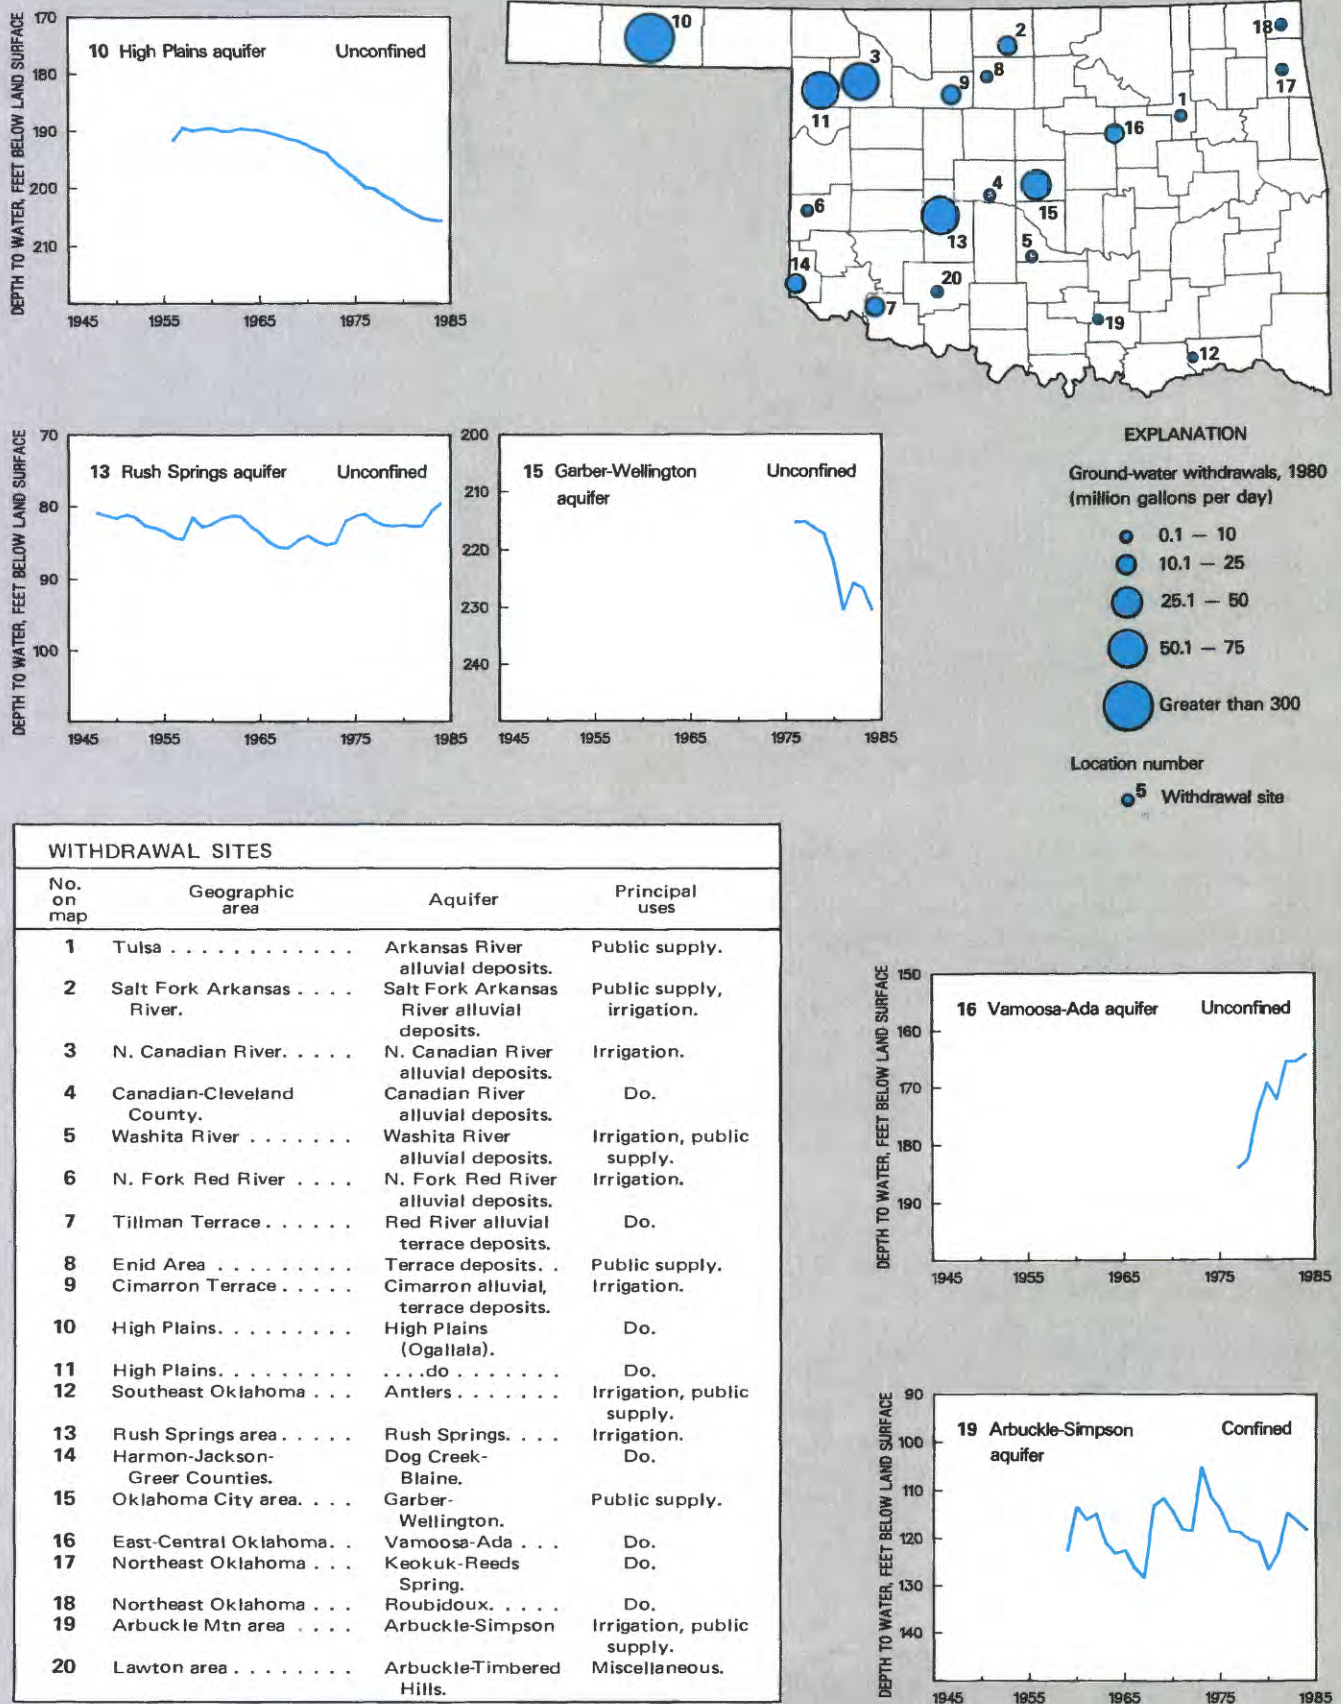 DEPTH TO WATER, FEET BELOW LAND SURFACE
170
180
190
200
210
10 High Plains aquifer Unconfined
1945 1955 1965 1975 1985
10
2
18
3
8
9
17
11
1
16
4
6
15
13
5
14
20
7
19
12
DEPTH TO WATER, FEET BELOW LAND SURFACE
70
80
90
100
13 Rush Springs aquifer Unconfined
1945 1955 1965 1975 1985
200
210
220
230
240
15 Garber-Wellington Unconfined
aquifer
1945 1955 1965 1975 1985
EXPLANATION
Ground-water withdrawals, 1980
(million gallons per day)
0.1 — 10
10.1 — 25
25.1 — 50
50.1 — 75
Greater than 300
Location number
5 Withdrawal site
WITHDRAWAL SITES
No. on map Geographic area Aquifer Principal uses
1 Tulsa . . . . . . . . . . . . Arkansas River Public supply.
alluvial deposits.
2 Salt Fork Arkansas . . . . Salt Fork Arkansas Public supply,
River. River alluvial irrigation.
deposits.
3 N. Canadian River. . . . . N. Canadian River Irrigation.
alluvial deposits.
4 Canadian-Cleveland Canadian River Do.
County. alluvial deposits.
5 Washita River . . . . . . . Washita River Irrigation, public
alluvial deposits. supply.
6 N. Fork Red River . . . . N. Fork Red River Irrigation.
alluvial deposits.
7 Tillman Terrace . . . . . . Red River alluvial Do.
terrace deposits.
8 Enid Area . . . . . . . . . Terrace deposits. . Public supply.
9 Cimarron Terrace . . . . . Cimarron alluvial, Irrigation.
terrace deposits.
10 High Plains. . . . . . . . . High Plains Do.
(Ogallala).
11 High Plains. . . . . . . . . . . . .do . . . . . . . Do.
12 Southeast Oklahoma . . . Antlers . . . . . . . Irrigation, public
supply.
13 Rush Springs area . . . . . Rush Springs. . . . Irrigation.
14 Harmon-Jackson- Dog Creek- Do.
Greer Counties. Blaine.
15 Oklahoma City area. . . . Garber- Public supply.
Wellington.
16 East-Central Oklahoma. . Vamoosa-Ada . . . Do.
17 Northeast Oklahoma . . . Keokuk-Reeds Do.
Spring.
18 Northeast Oklahoma . . . Roubidoux. . . . . Do.
19 Arbuckle Mtn area . . . . Arbuckle-Simpson Irrigation, public
supply.
20 Lawton area . . . . . . . . Arbuckle-Timbered Miscellaneous.
Hills.
DEPTH TO WATER, FEET BELOW LAND SURFACE
150
160
170
180
190
16 Vamoosa-Ada aquifer Unconfined
1945 1955 1965 1975 1985
DEPTH TO WATER, FEET BELOW LAND SURFACE
90
100
110
120
130
140
19 Arbuckle-Simpson Confined
aquifer
1945 1955 1965 1975 1985